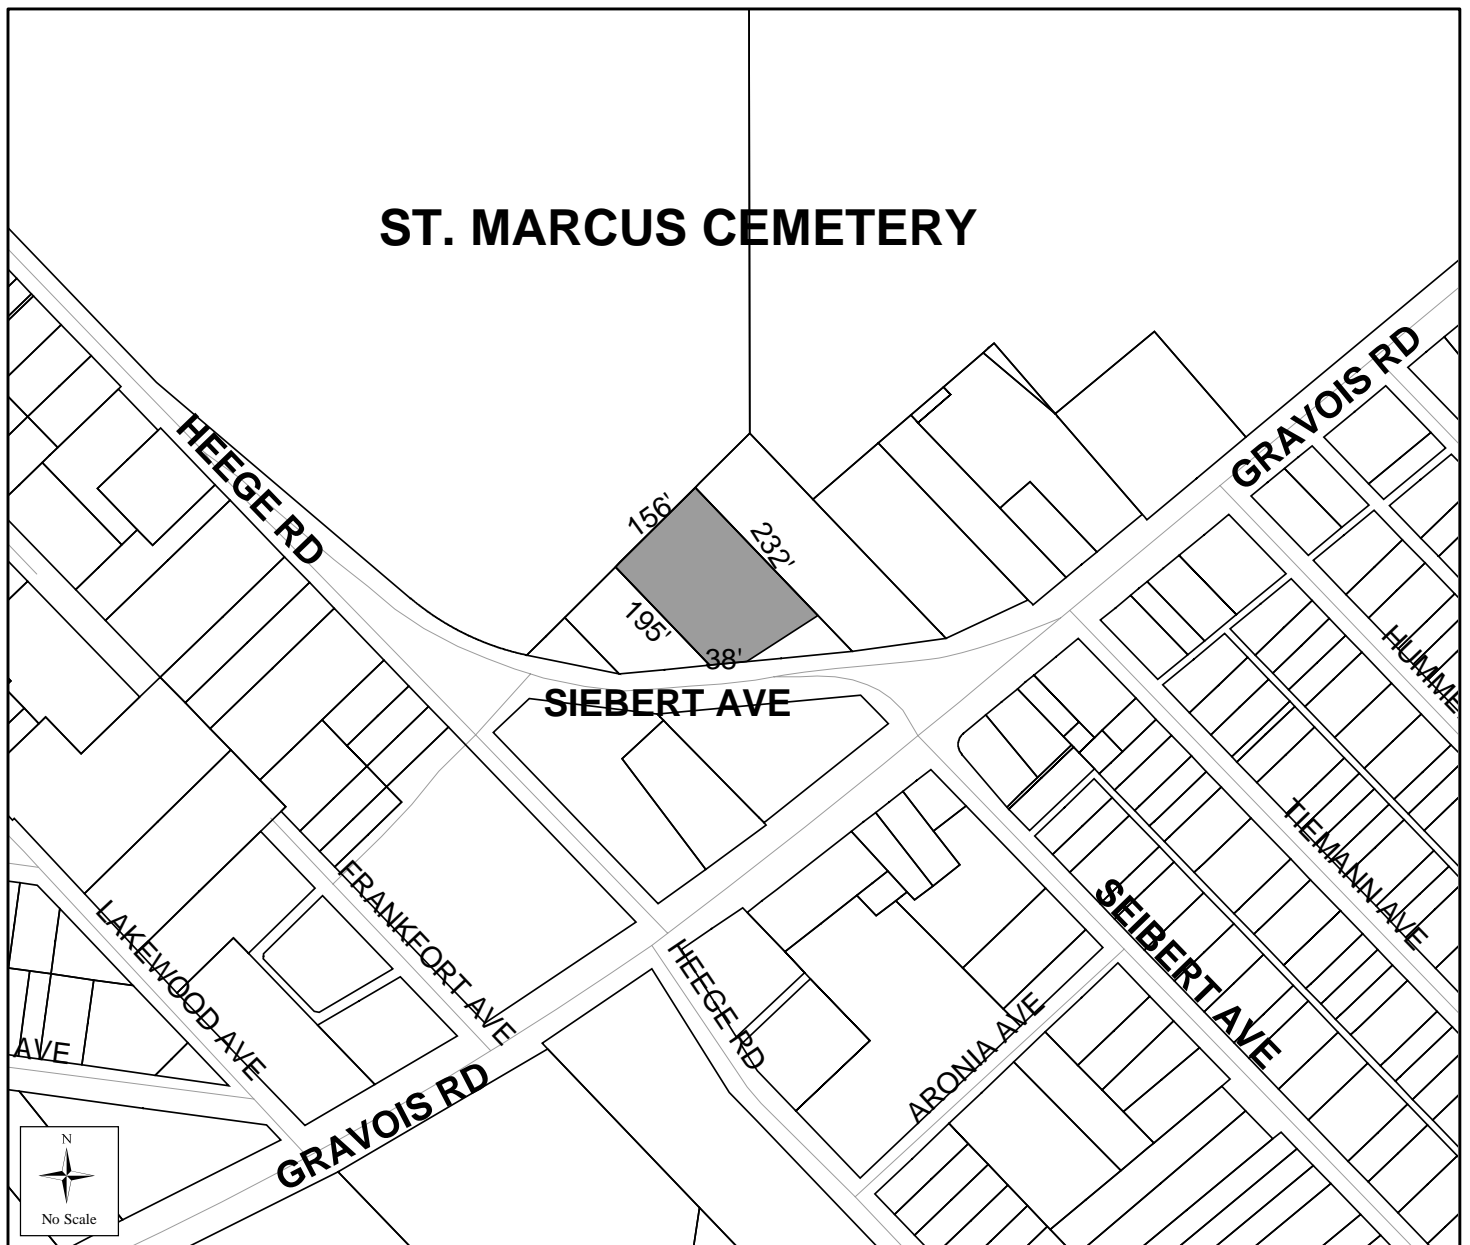 ST. MARCUS CEMETERY
GRAVOIS RD
HEEGE RD
156'
232'
195'
38'
SIEBERT AVE
HUMME
TIEMANN AVE
FRANKFORT AVE
LAKEWOOD AVE
SEIBERT AVE
HEEGE RD
ARONIA AVE
AVE
GRAVOIS RD
N
No Scale